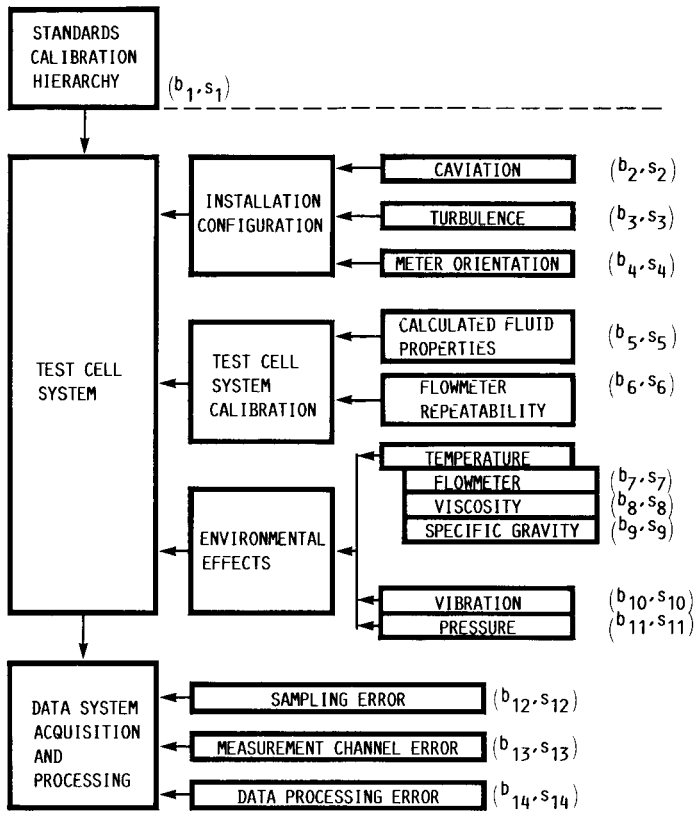 STANDARDS
CALIBRATION
HIERARCHY
(b1,s1)
INSTALLATION
CONFIGURATION
CAVIATION
(b2,s2)
TURBULENCE
(b3,s3)
METER ORIENTATION
(b4,s4)
TEST CELL
SYSTEM
TEST CELL
SYSTEM
CALIBRATION
CALCULATED FLUID
PROPERTIES
(b5,s5)
FLOWMETER
REPEATABILITY
(b6,s6)
ENVIRONMENTAL
EFFECTS
TEMPERATURE
FLOWMETER
(b7,s7)
VISCOSITY
(b8,s8)
SPECIFIC GRAVITY
(b9,s9)
VIBRATION
(b10,s10)
PRESSURE
(b11,s11)
DATA SYSTEM
ACQUISITION
AND
PROCESSING
SAMPLING ERROR
(b12,s12)
MEASUREMENT CHANNEL ERROR
(b13,s13)
DATA PROCESSING ERROR
(b14,s14)